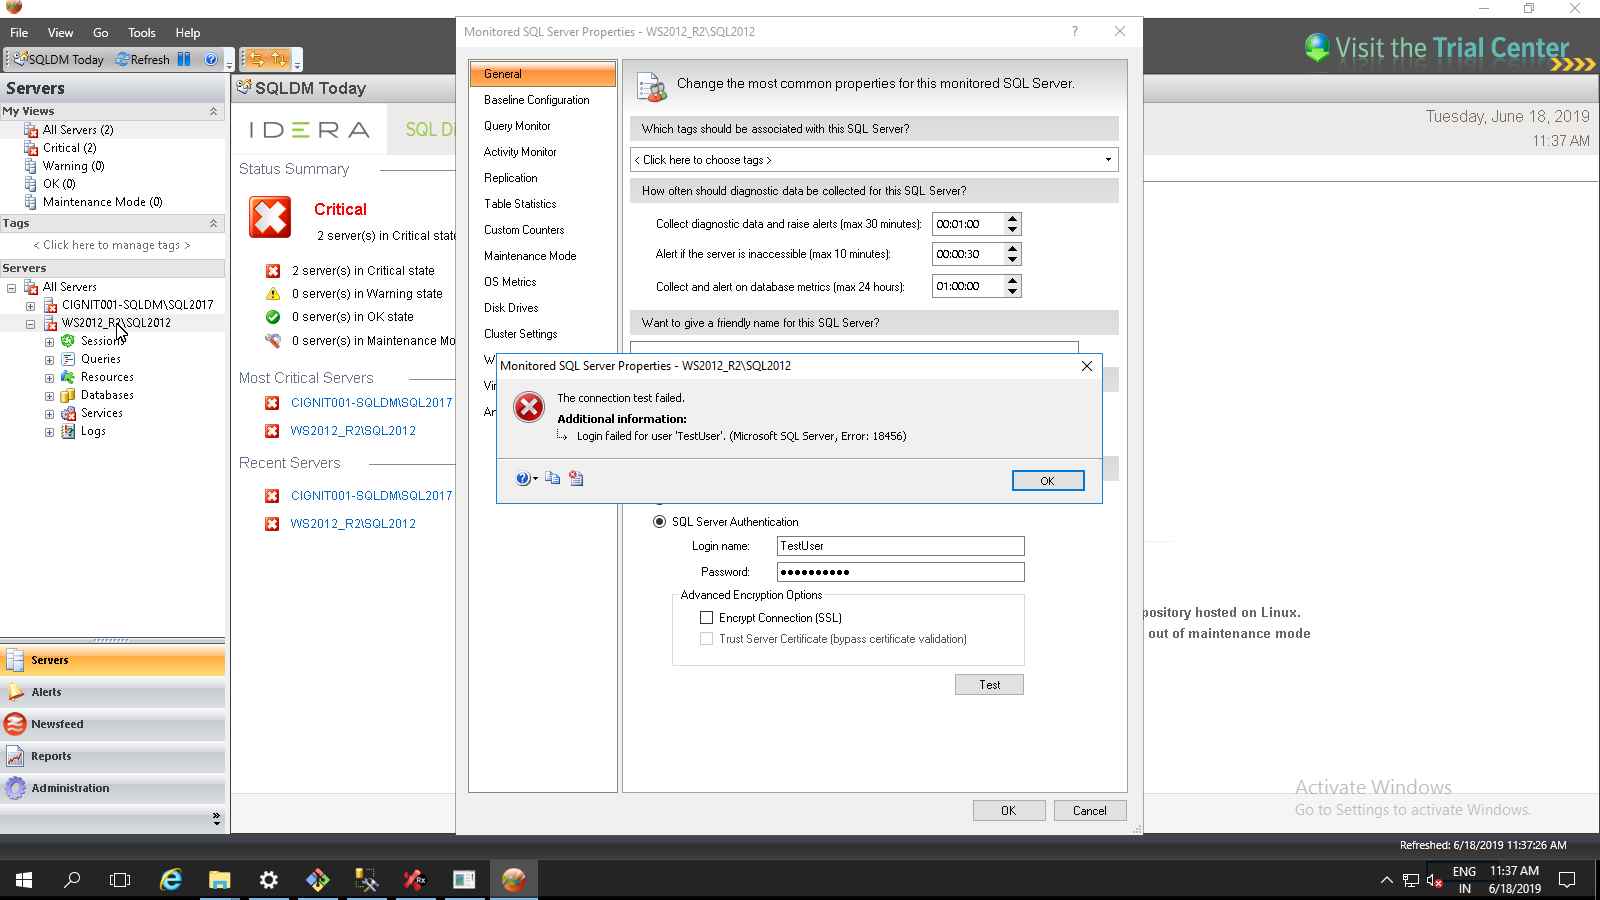 File View Go Tools Help
SQLDM Today Refresh
Servers
My Views
All Servers (2)
Critical (2)
Warning (0)
OK (0)
Maintenance Mode (0)
Tags
< Click here to manage tags >
Servers
All Servers
CIGNIT001-SQLDM\SQL2017
WS2012_R2\SQL2012
Sessions
Queries
Resources
Databases
Services
Logs
Servers
Alerts
Newsfeed
Reports
Administration
SQLDM Today
IDERA SQL D
Status Summary
Critical
2 server(s) in Critical state
2 server(s) in Critical state
0 server(s) in Warning state
0 server(s) in OK state
0 server(s) in Maintenance Mo
Most Critical Servers
CIGNIT001-SQLDM\SQL2017
WS2012_R2\SQL2012
Recent Servers
CIGNIT001-SQLDM\SQL2017
WS2012_R2\SQL2012
Monitored SQL Server Properties - WS2012_R2\SQL2012
General
Baseline Configuration
Query Monitor
Activity Monitor
Replication
Table Statistics
Custom Counters
Maintenance Mode
OS Metrics
Disk Drives
Cluster Settings
W
Vir
An
Change the most common properties for this monitored SQL Server.
Which tags should be associated with this SQL Server?
< Click here to choose tags >
How often should diagnostic data be collected for this SQL Server?
Collect diagnostic data and raise alerts (max 30 minutes): 00:01:00
Alert if the server is inaccessible (max 10 minutes): 00:00:30
Collect and alert on database metrics (max 24 hours): 01:00:00
Want to give a friendly name for this SQL Server?
Monitored SQL Server Properties - WS2012_R2\SQL2012
The connection test failed.
Additional information:
Login failed for user 'TestUser'. (Microsoft SQL Server, Error: 18456)
OK
SQL Server Authentication
Login name: TestUser
Password: ●●●●●●●●●●
Advanced Encryption Options
Encrypt Connection (SSL)
Trust Server Certificate (bypass certificate validation)
Test
OK Cancel
Visit the Trial Center
Tuesday, June 18, 2019
11:37 AM
pository hosted on Linux.
out of maintenance mode
Activate Windows
Go to Settings to activate Windows.
Refreshed: 6/18/2019 11:37:26 AM
ENG 11:37 AM
IN 6/18/2019